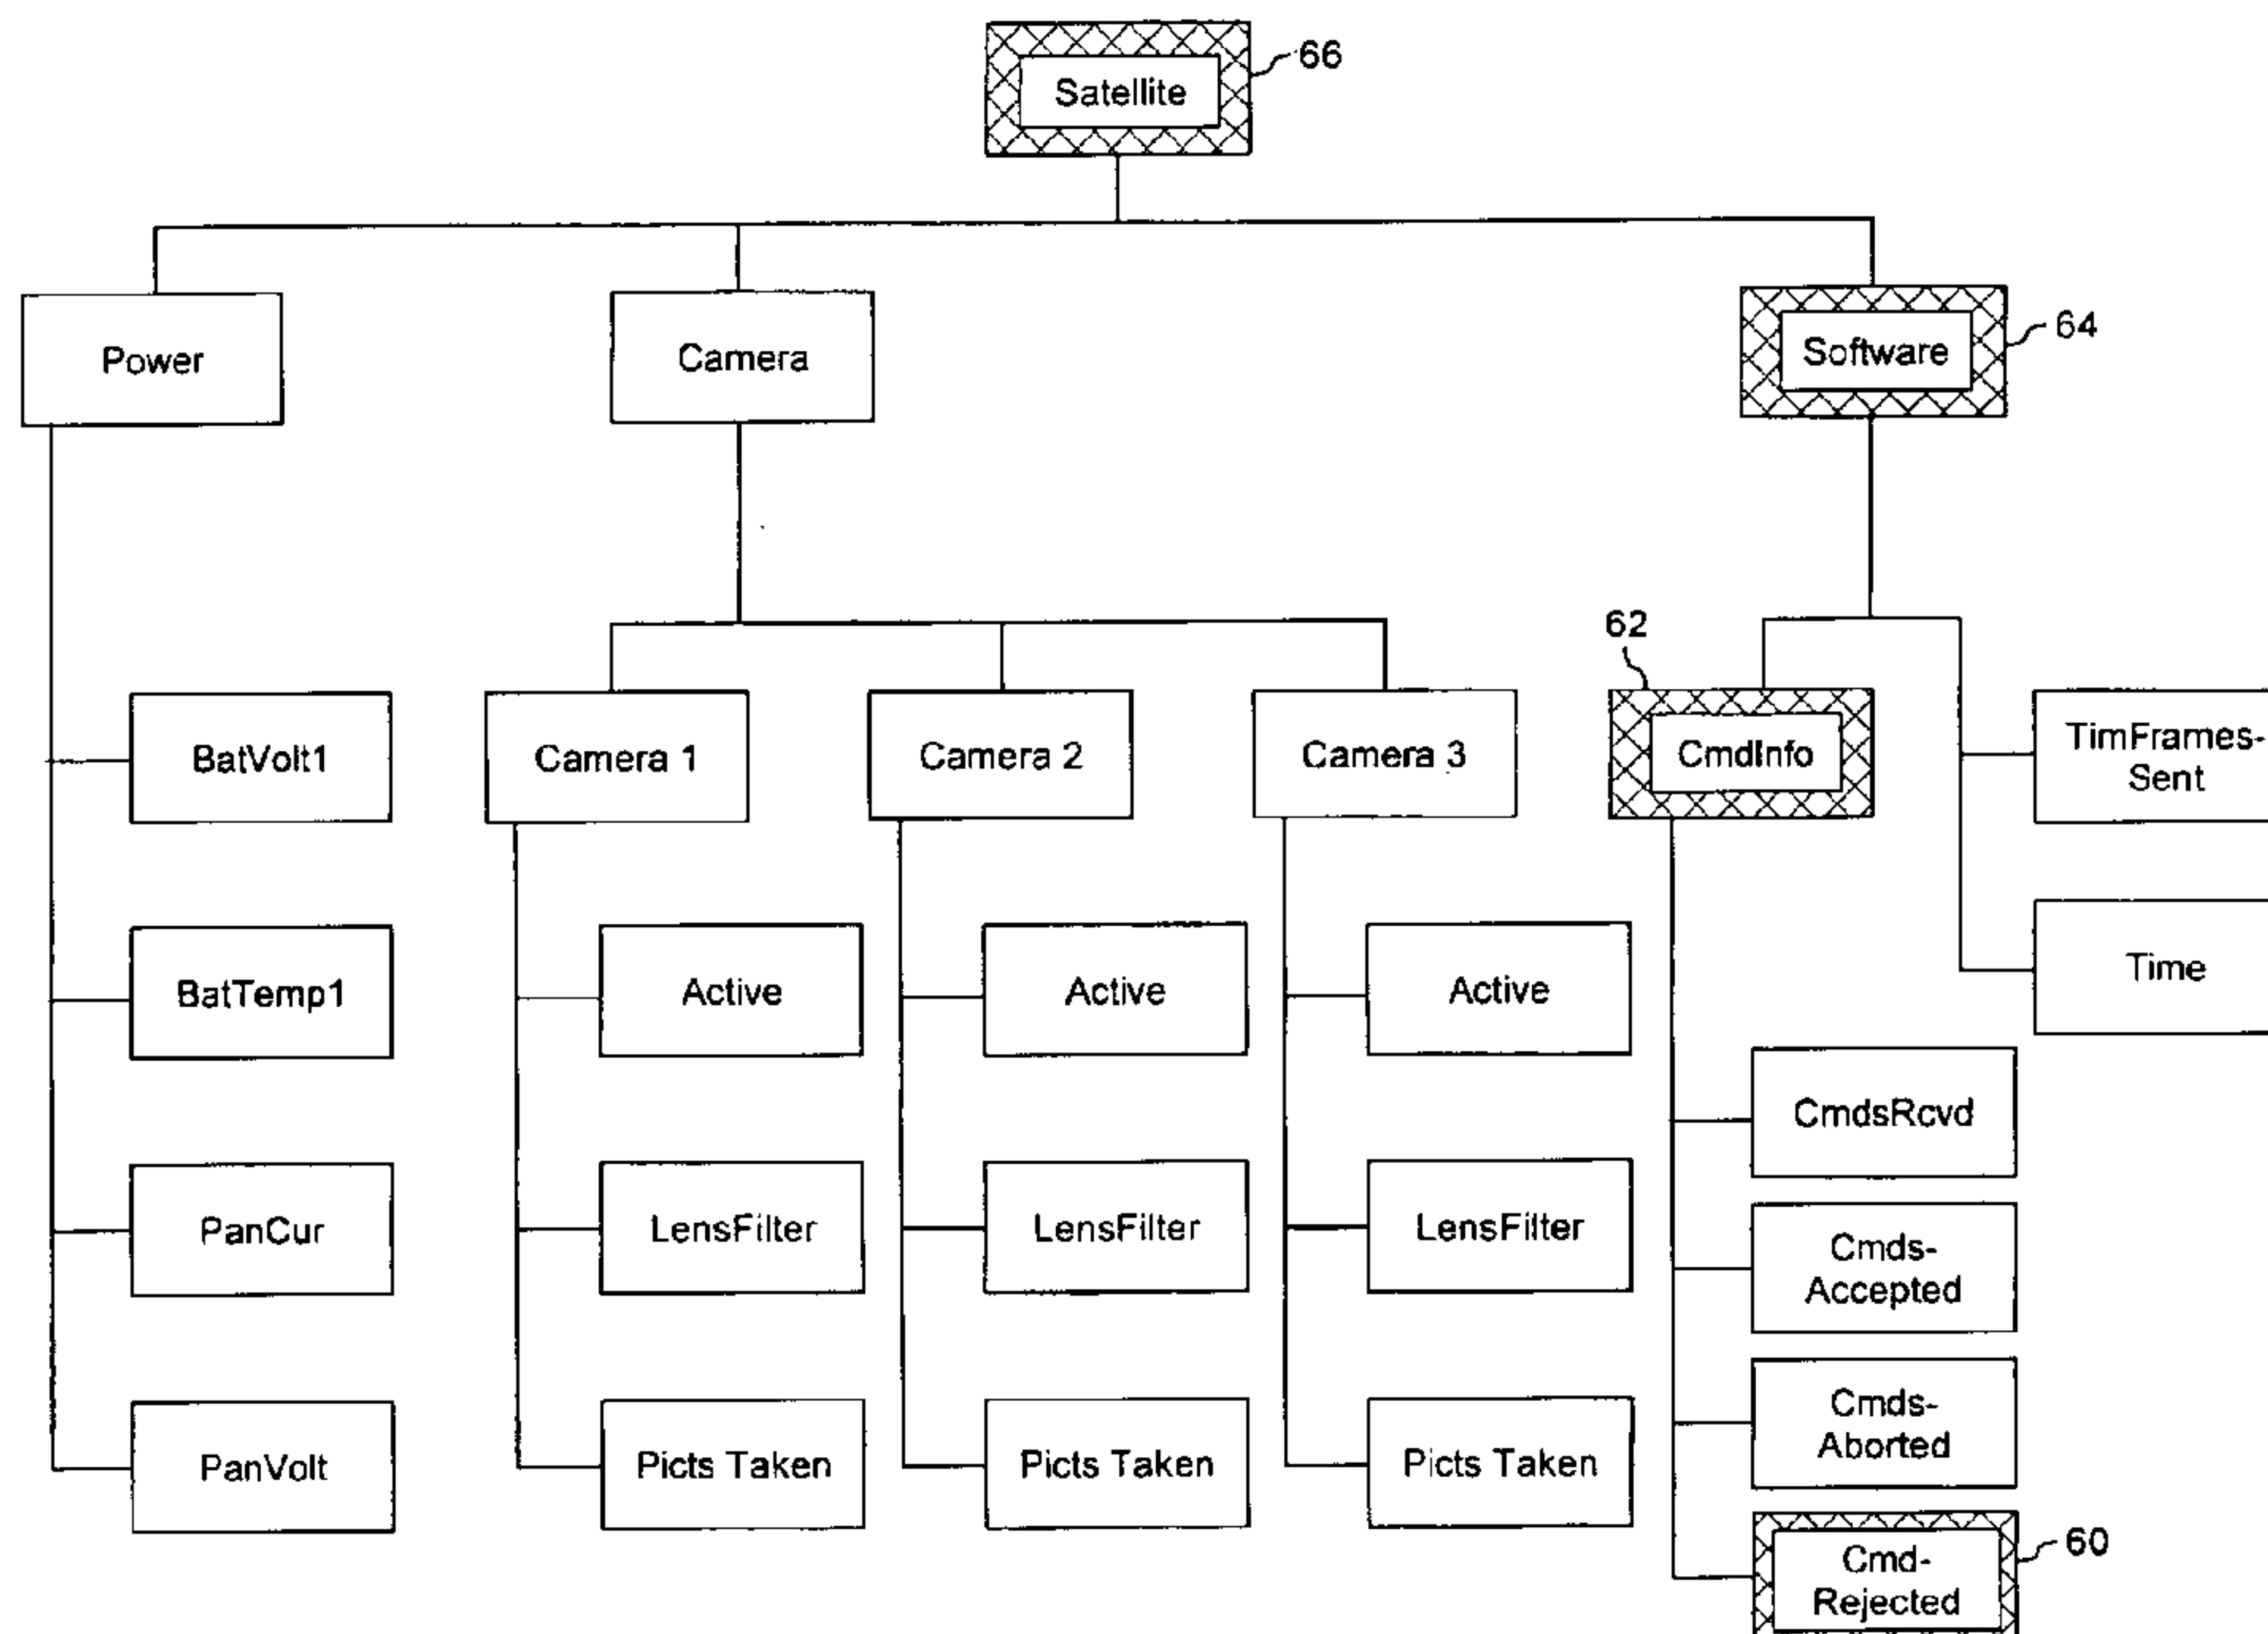 Satellite
66
Power
Camera
Software
64
62
BatVolt1
Camera 1
Camera 2
Camera 3
CmdInfo
TimFrames-
Sent
BatTemp1
Active
Active
Active
Time
CmdsRcvd
PanCur
LensFilter
LensFilter
LensFilter
Cmds-
Accepted
Cmds-
Aborted
PanVolt
Picts Taken
Picts Taken
Picts Taken
Cmd-
Rejected
60